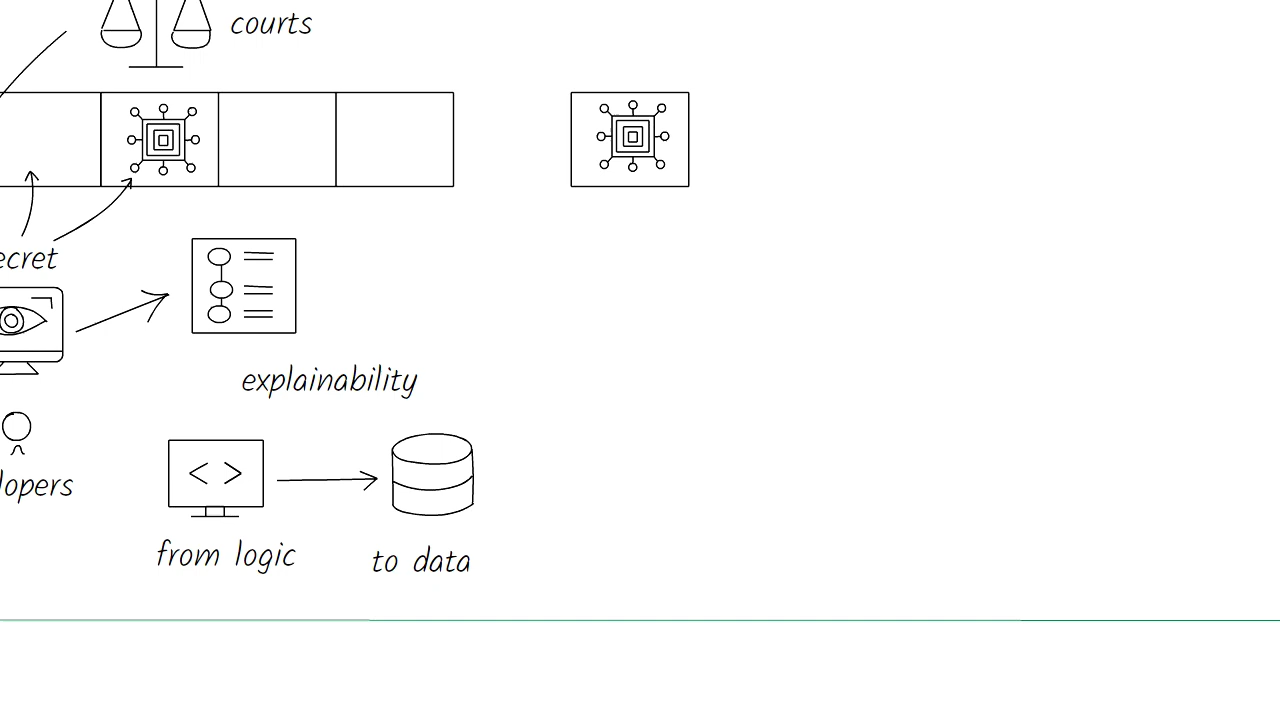 courts
ecret
explainability
lopers
from logic
to data